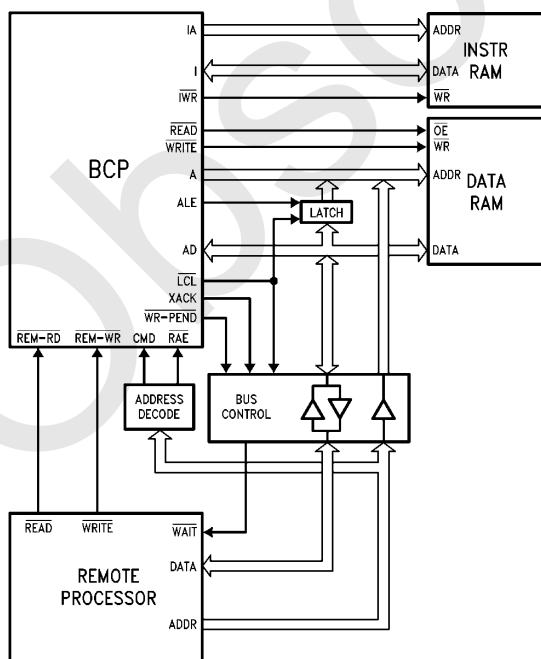 IA
ADDR
INSTR
RAM
I
DATA
IWR
WR
READ
OE
WRITE
WR
BCP
A
ADDR
DATA
RAM
ALE
LATCH
AD
DATA
LCL
XACK
WR-PEND
REM-RD
REM-WR
CMD
RAE
ADDRESS
DECODE
BUS
CONTROL
READ
WRITE
WAIT
DATA
REMOTE
PROCESSOR
ADDR
Obso